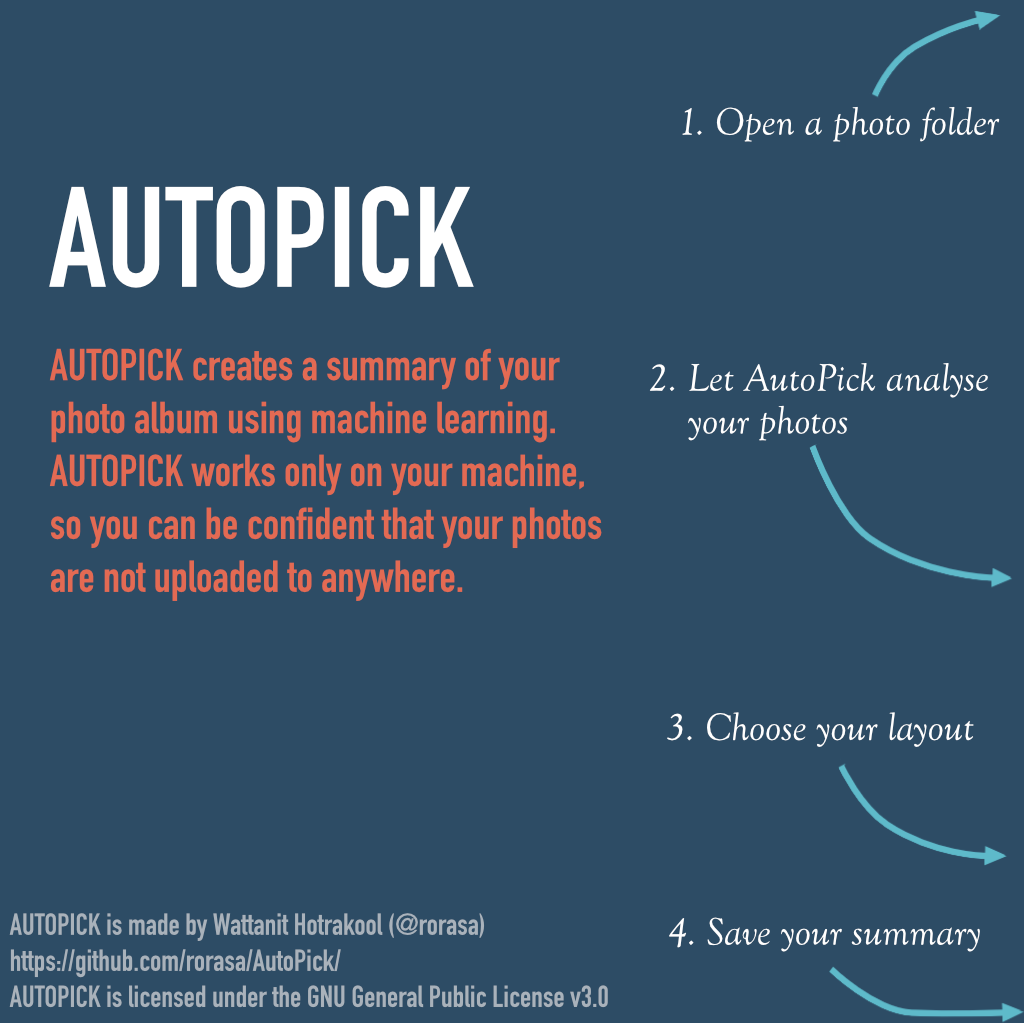 1. Open a photo folder
AUTOPICK
AUTOPICK creates a summary of your
photo album using machine learning.
AUTOPICK works only on your machine,
so you can be confident that your photos
are not uploaded to anywhere.
2. Let AutoPick analyse
your photos
3. Choose your layout
4. Save your summary
AUTOPICK is made by Wattanit Hotrakool (@rorasa)
https://github.com/rorasa/AutoPick/
AUTOPICK is licensed under the GNU General Public License v3.0